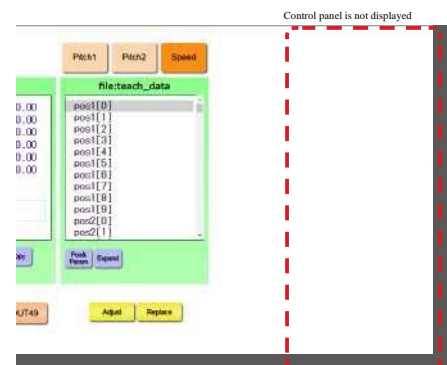 Control panel is not displayed
Pitch1 Pitch2 Speed
file:teach_data
0.00
0.00
0.00
0.00
0.00
0.00
pos1[0]
pos1[1]
pos1[2]
pos1[3]
pos1[4]
pos1[5]
pos1[6]
pos1[7]
pos1[8]
pos1[9]
pos2[0]
pos2[1]
Pos&
Param
Expand
UT49
Adjust Replace